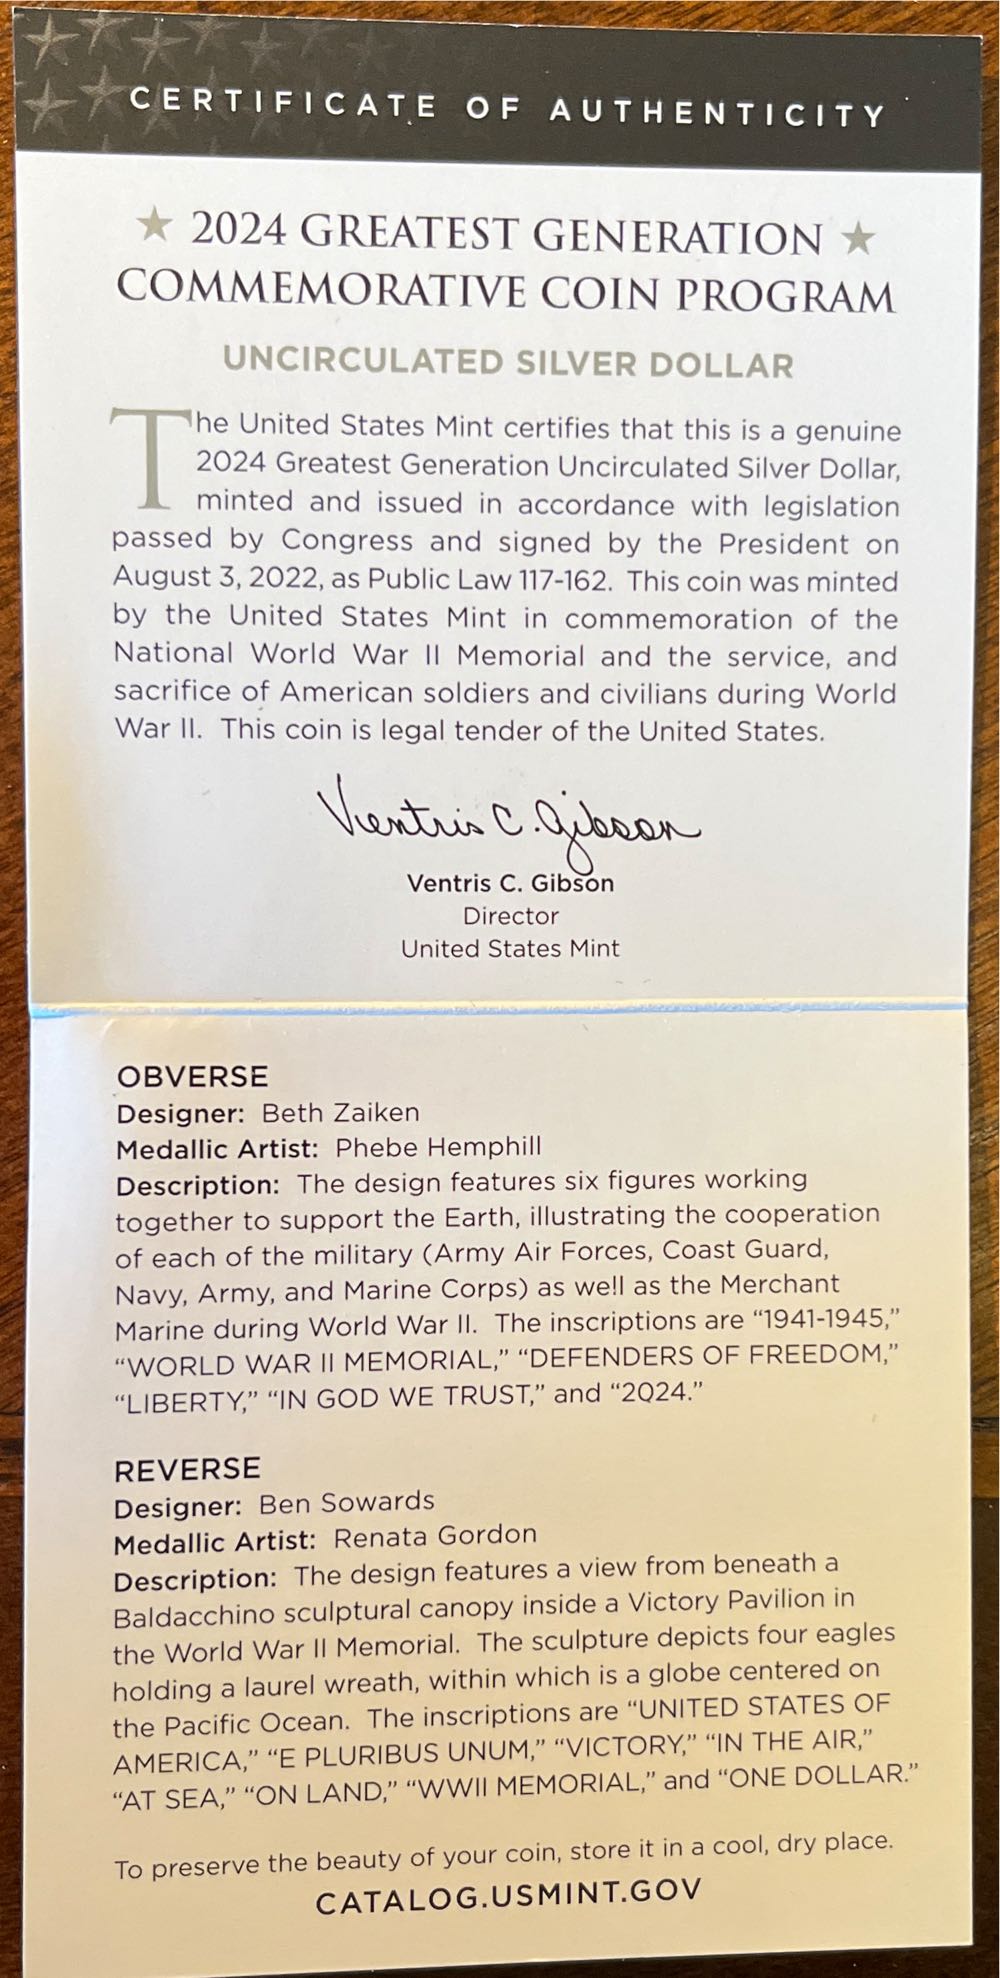 CERTIFICATE OF AUTHENTICITY
2024 GREATEST GENERATION
COMMEMORATIVE COIN PROGRAM
UNCIRCULATED SILVER DOLLAR
The United States Mint certifies that this is a genuine
2024 Greatest Generation Uncirculated Silver Dollar,
minted and issued in accordance with legislation
passed by Congress and signed by the President on
August 3, 2022, as Public Law 117-162. This coin was minted
by the United States Mint in commemoration of the
National World War II Memorial and the service, and
sacrifice of American soldiers and civilians during World
War II. This coin is legal tender of the United States.
Ventris C. Gibson
Ventris C. Gibson
Director
United States Mint
OBVERSE
Designer: Beth Zaiken
Medallic Artist: Phebe Hemphill
Description: The design features six figures working
together to support the Earth, illustrating the cooperation
of each of the military (Army Air Forces, Coast Guard,
Navy, Army, and Marine Corps) as well as the Merchant
Marine during World War II. The inscriptions are “1941-1945,”
“WORLD WAR II MEMORIAL,” “DEFENDERS OF FREEDOM,”
“LIBERTY,” “IN GOD WE TRUST,” and “2024.”
REVERSE
Designer: Ben Sowards
Medallic Artist: Renata Gordon
Description: The design features a view from beneath a
Baldacchino sculptural canopy inside a Victory Pavilion in
the World War II Memorial. The sculpture depicts four eagles
holding a laurel wreath, within which is a globe centered on
the Pacific Ocean. The inscriptions are “UNITED STATES OF
AMERICA,” “E PLURIBUS UNUM,” “VICTORY,” “IN THE AIR,”
“AT SEA,” “ON LAND,” “WWII MEMORIAL,” and “ONE DOLLAR.”
To preserve the beauty of your coin, store it in a cool, dry place.
CATALOG.USMINT.GOV